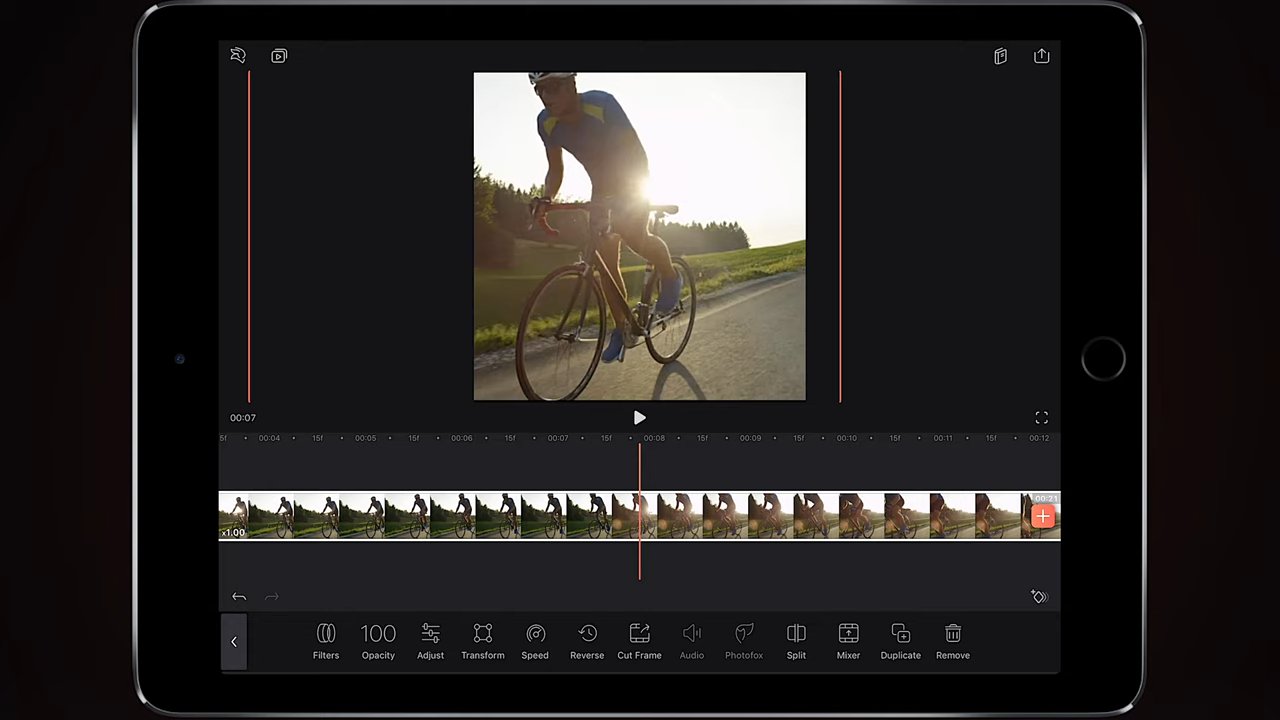 00:07
5f 00:04 15f 00:05 15f 00:06 15f 00:07 15f 00:08 15f 00:09 15f 00:10 15f 00:11 15f 00:12
00:21
x1.00
100
Filters Opacity Adjust Transform Speed Reverse Cut Frame Audio Photofox Split Mixer Duplicate Remove